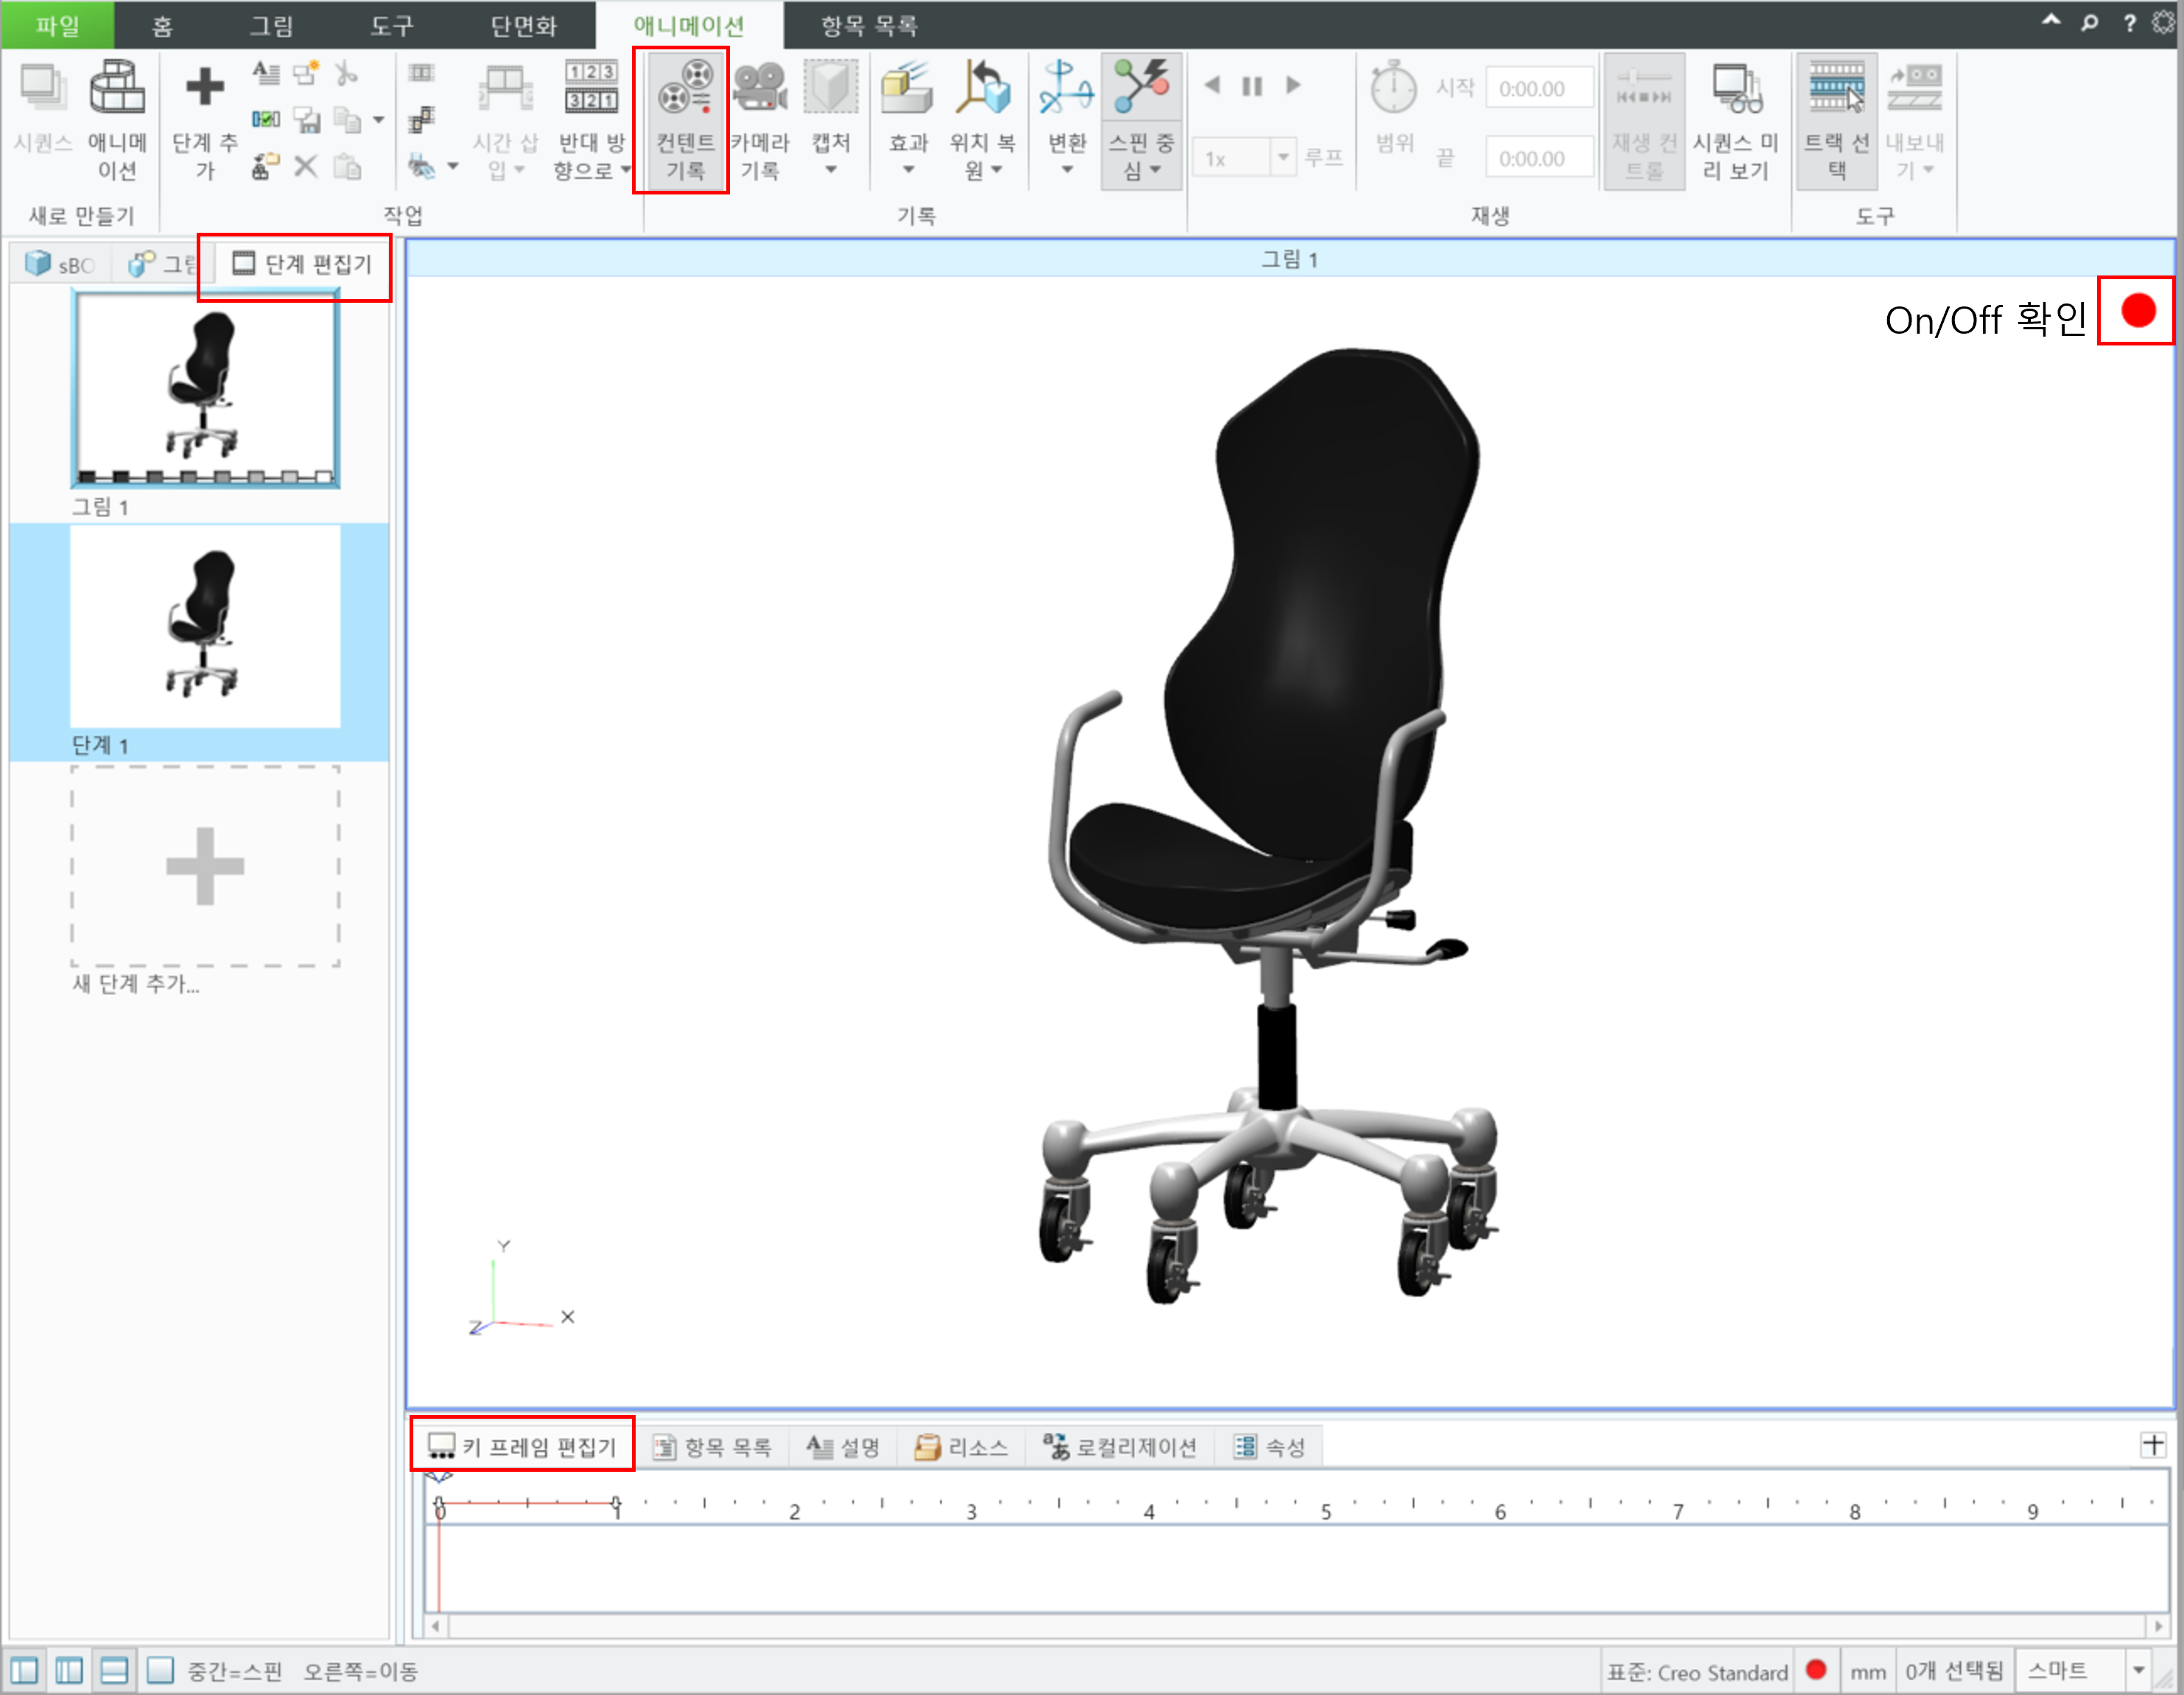 파일 홈 그림 도구 단면화 애니메이션 항목 목록 ?
시퀀스 애니메이션 단계 추가 시간 삽입 반대 방향으로 컨텐트 기록 카메라 기록 캡처 효과 위치 복원 변환 스핀 중심 1x 루프 범위 시작 0:00.00 끝 0:00.00 재생 컨트롤 시퀀스 미리 보기 트랙 선택 내보내기
새로 만들기 작업 기록 재생 도구
sBO 그림 단계 편집기
그림 1
On/Off 확인
그림 1
단계 1
새 단계 추가...
Y
X
Z
키 프레임 편집기 항목 목록 설명 리소스 로컬리제이션 속성
0 1 2 3 4 5 6 7 8 9
중간=스핀 오른쪽=이동 표준: Creo Standard mm 0개 선택됨 스마트